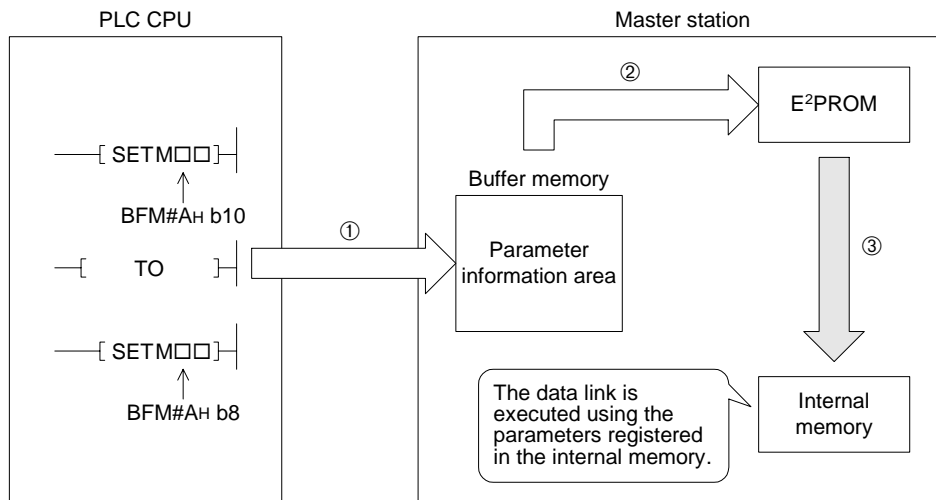 PLC CPU
Master station
SETM□□
BFM#AH b10
TO
SETM□□
BFM#AH b8
①
②
E²PROM
Buffer memory
Parameter
information area
③
The data link is
executed using the
parameters registered
in the internal memory.
Internal
memory